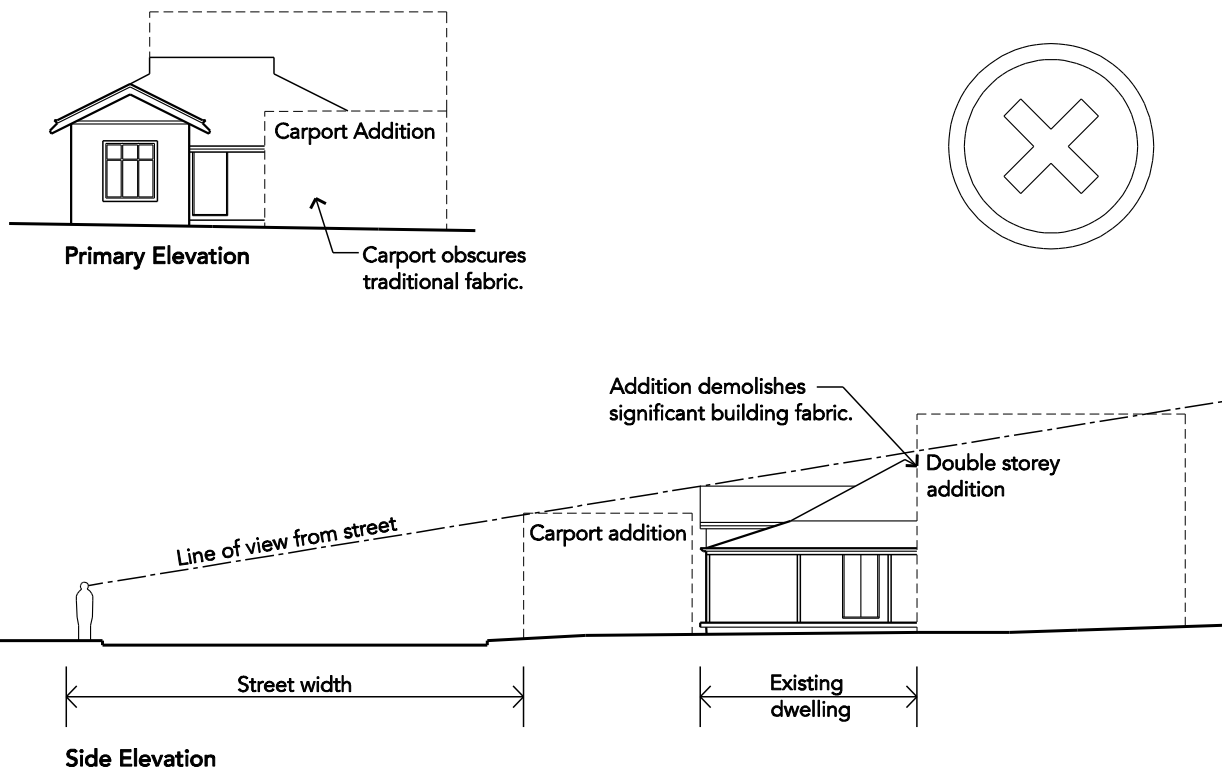 Carport Addition
Primary Elevation
Carport obscures
traditional fabric.
Addition demolishes
significant building fabric.
Double storey
addition
Carport addition
Line of view from street
Street width
Existing
dwelling
Side Elevation